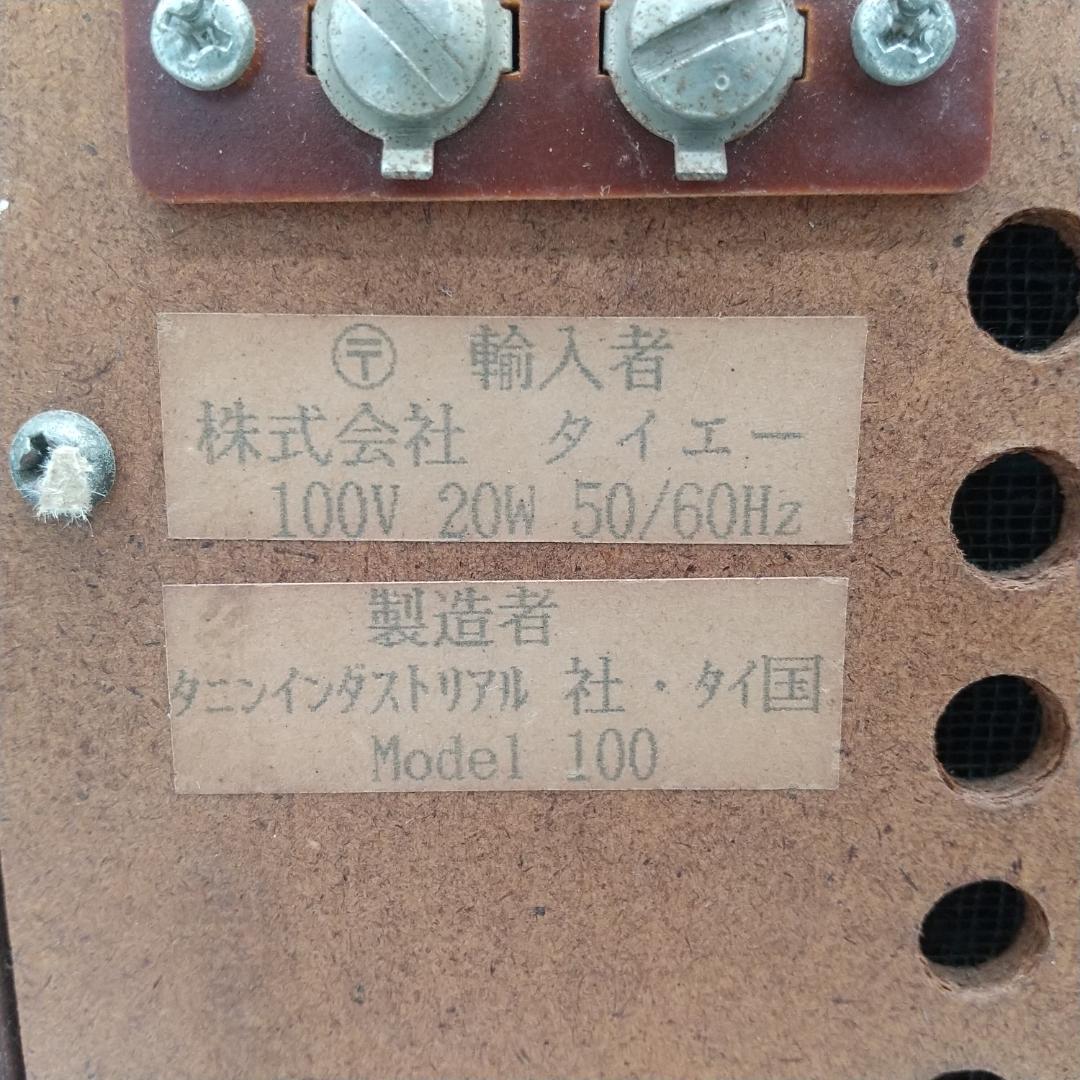 〶 輸入者
株式会社 タイエー
100V 20W 50/60Hz
製造者
タニンインダストリアル 社・タイ国
Model 100